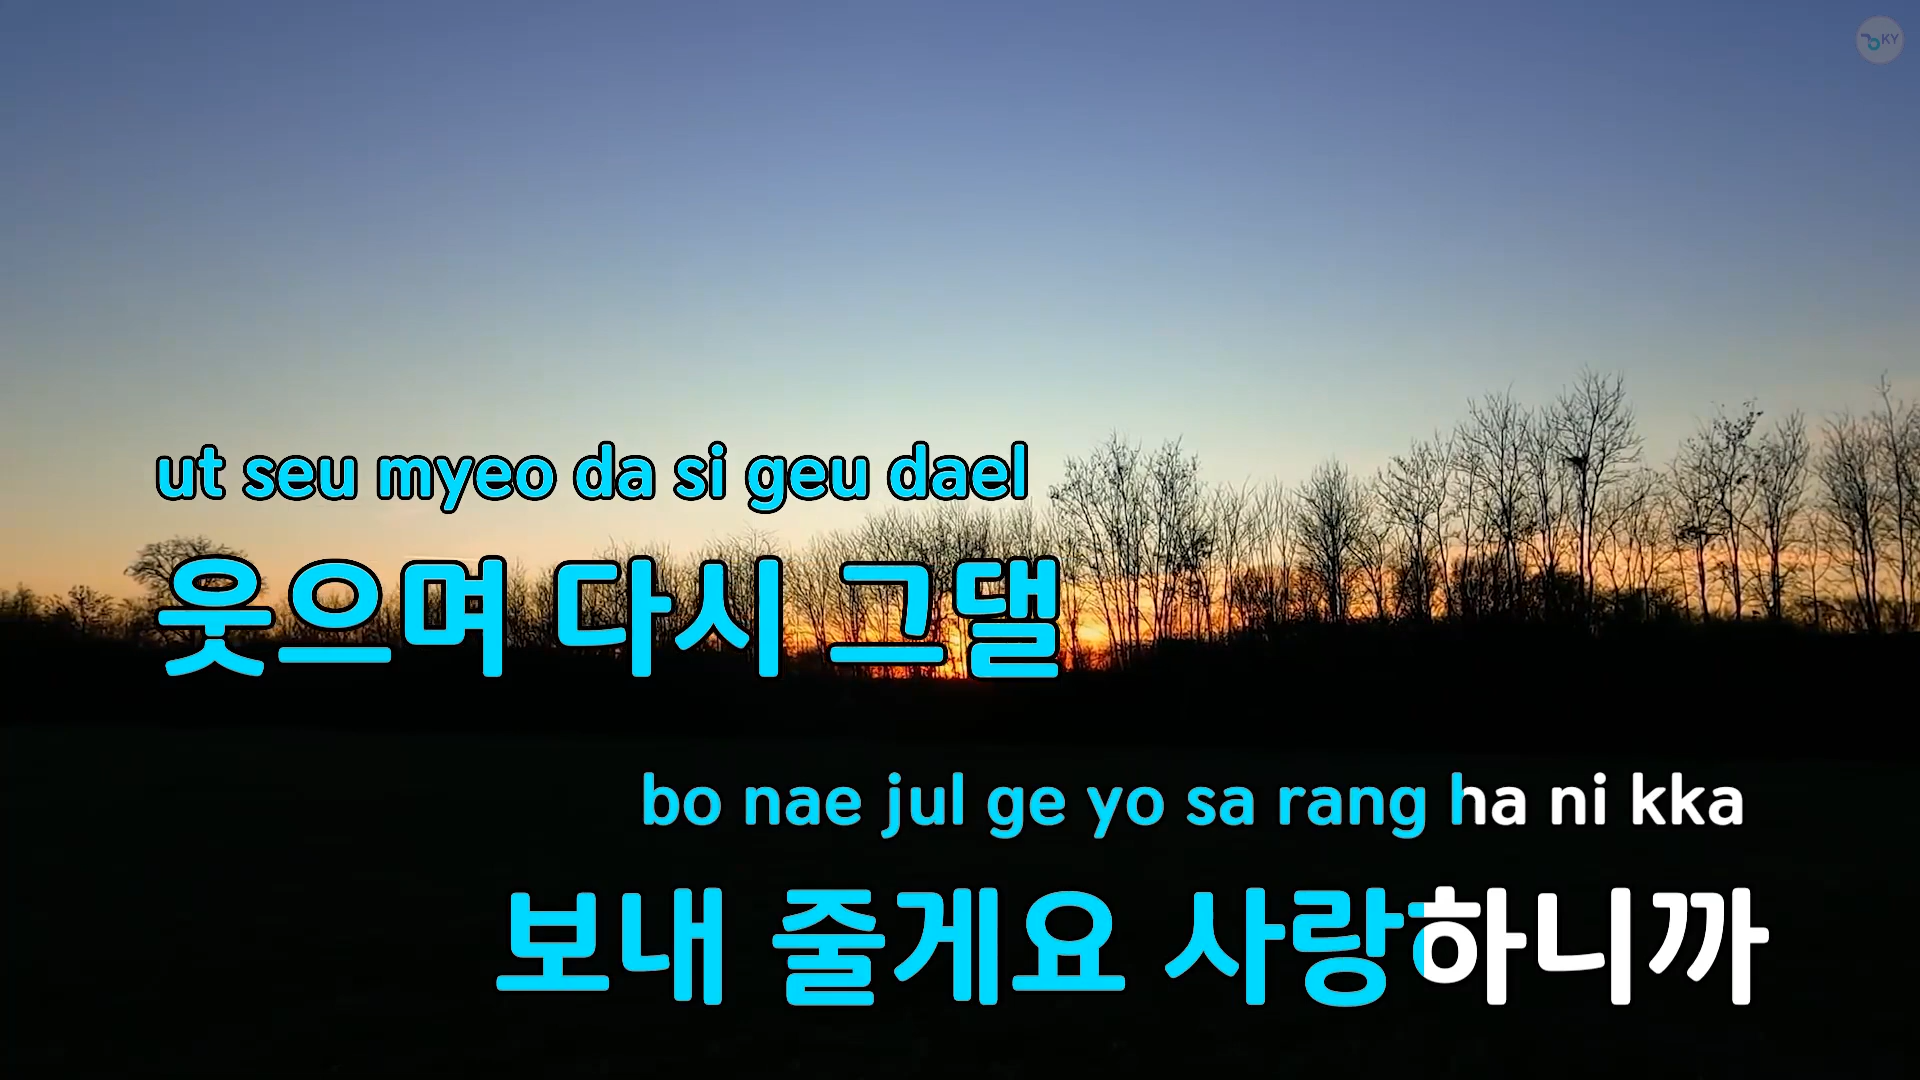 KY
ut seu myeo da si geu dael
웃으며 다시 그댈
bo nae jul ge yo sa rang ha ni kka
보내 줄게요 사랑하니까